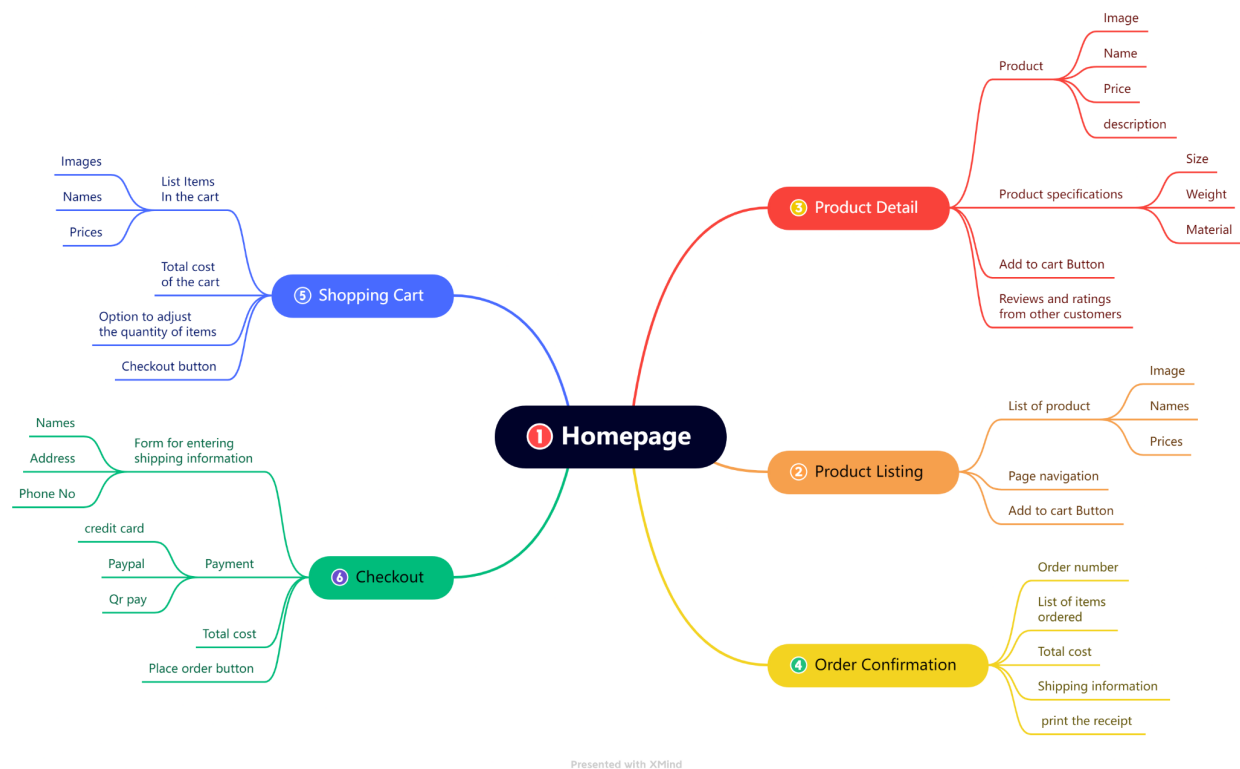 1 Homepage
3 Product Detail
Product
Image
Name
Price
description
Product specifications
Size
Weight
Material
Add to cart Button
Reviews and ratings
from other customers
2 Product Listing
List of product
Image
Names
Prices
Page navigation
Add to cart Button
4 Order Confirmation
Order number
List of items
ordered
Total cost
Shipping information
print the receipt
5 Shopping Cart
List Items
In the cart
Images
Names
Prices
Total cost
of the cart
Option to adjust
the quantity of items
Checkout button
6 Checkout
Form for entering
shipping information
Names
Address
Phone No
Payment
credit card
Paypal
Qr pay
Total cost
Place order button
Presented with XMind